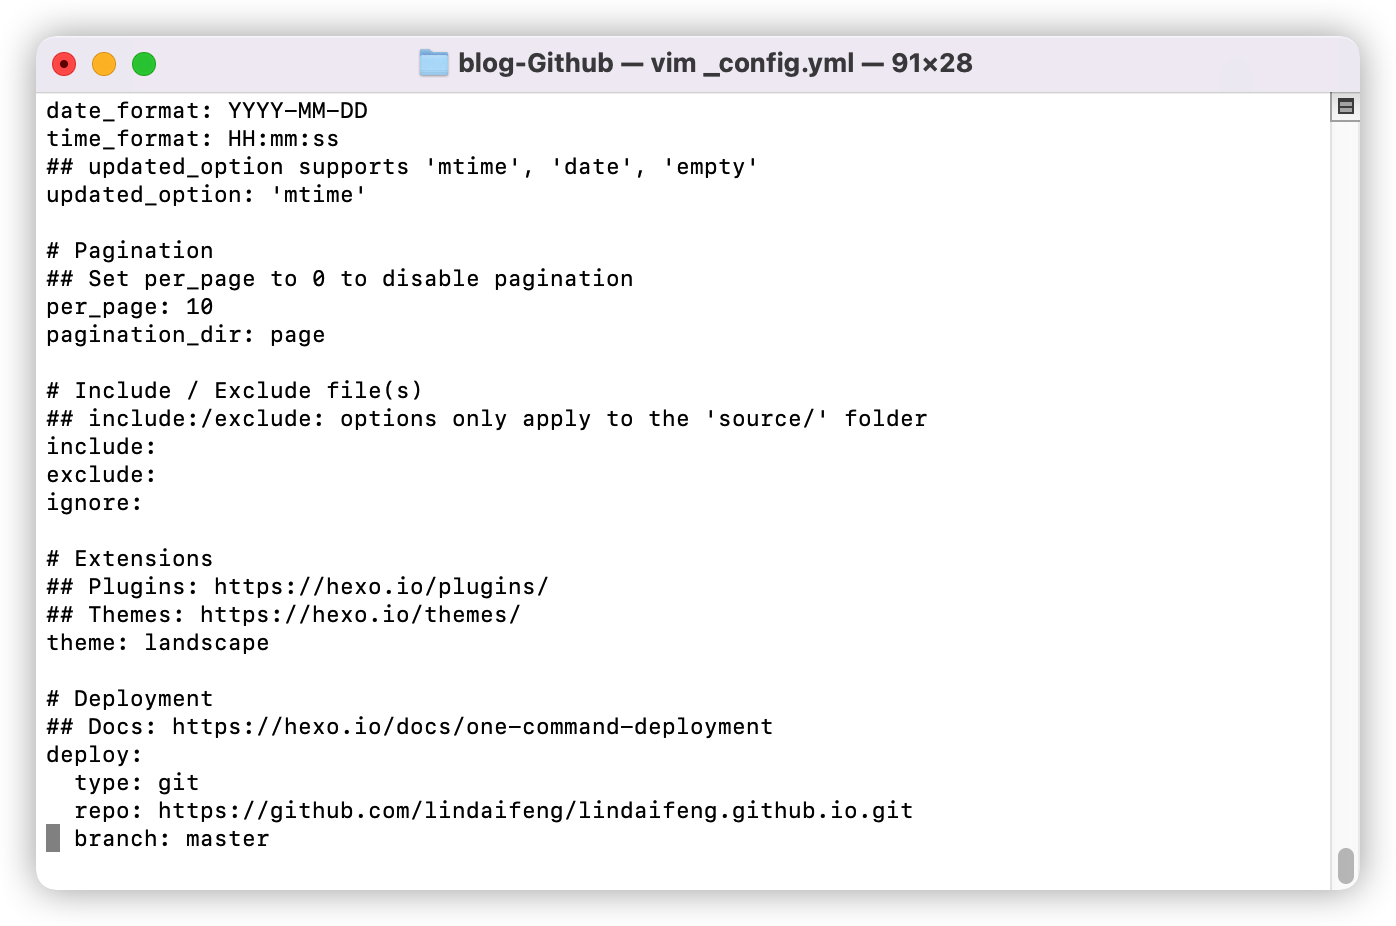 blog-Github — vim _config.yml — 91×28
date_format: YYYY-MM-DD
time_format: HH:mm:ss
## updated_option supports 'mtime', 'date', 'empty'
updated_option: 'mtime'

# Pagination
## Set per_page to 0 to disable pagination
per_page: 10
pagination_dir: page

# Include / Exclude file(s)
## include:/exclude: options only apply to the 'source/' folder
include:
exclude:
ignore:

# Extensions
## Plugins: https://hexo.io/plugins/
## Themes: https://hexo.io/themes/
theme: landscape

# Deployment
## Docs: https://hexo.io/docs/one-command-deployment
deploy:
  type: git
  repo: https://github.com/lindaifeng/lindaifeng.github.io.git
  branch: master